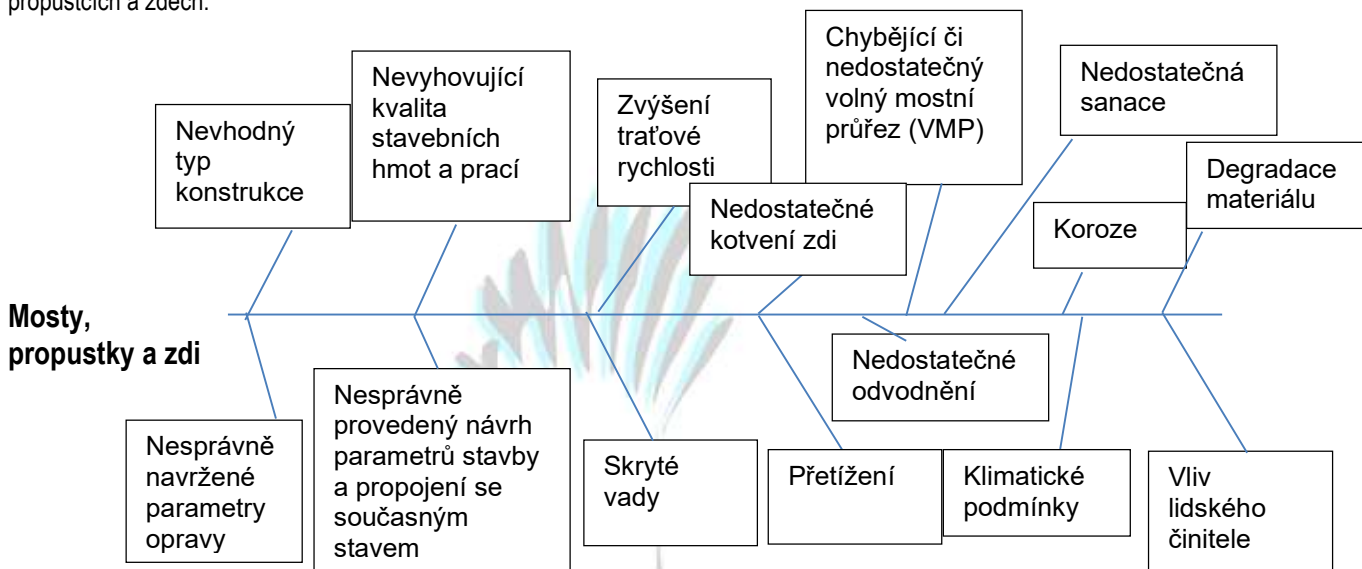 propustcích a zdech.
Nevhodný
typ
konstrukce
Nevyhovující
kvalita
stavebních
hmot a prací
Zvýšení
traťové
rychlosti
Nedostatečné
kotvení zdi
Chybějící či
nedostatečný
volný mostní
průřez (VMP)
Nedostatečná
sanace
Koroze
Degradace
materiálu
Mosty,
propustky a zdi
Nesprávně
navržené
parametry
opravy
Nesprávně
provedený návrh
parametrů stavby
a propojení se
současným
stavem
Skryté
vady
Přetížení
Nedostatečné
odvodnění
Klimatické
podmínky
Vliv
lidského
činitele